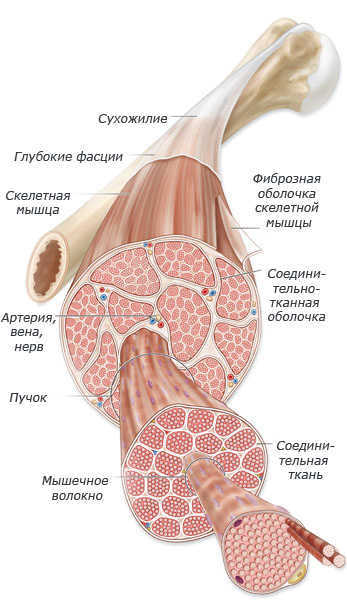 Сухожилие
Глубокие фасции
Скелетная
мышца
Фиброзная
оболочка
скелетной
мышцы
Соедини-
тельно-
тканная
оболочка
Артерия,
вена,
нерв
Пучок
Соедини-
тельная
ткань
Мышечное
волокно